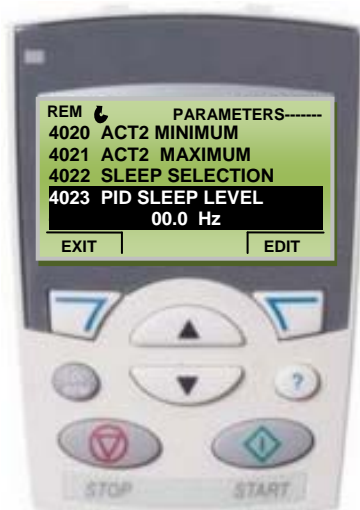 REM PARAMETERS-------
4020 ACT2 MINIMUM
4021 ACT2 MAXIMUM
4022 SLEEP SELECTION
4023 PID SLEEP LEVEL
00.0 Hz
EXIT EDIT
?
STOP START